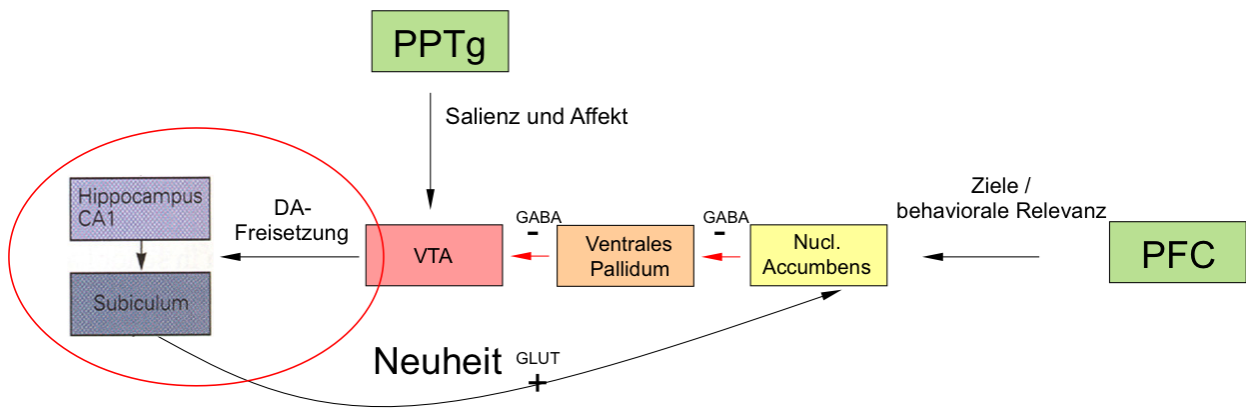 PPTg
Salienz und Affekt
Hippocampus
CA1
Subiculum
DA-
Freisetzung
VTA
GABA
-
Ventrales
Pallidum
GABA
-
Nucl.
Accumbens
Ziele /
behaviorale Relevanz
PFC
Neuheit
GLUT
+